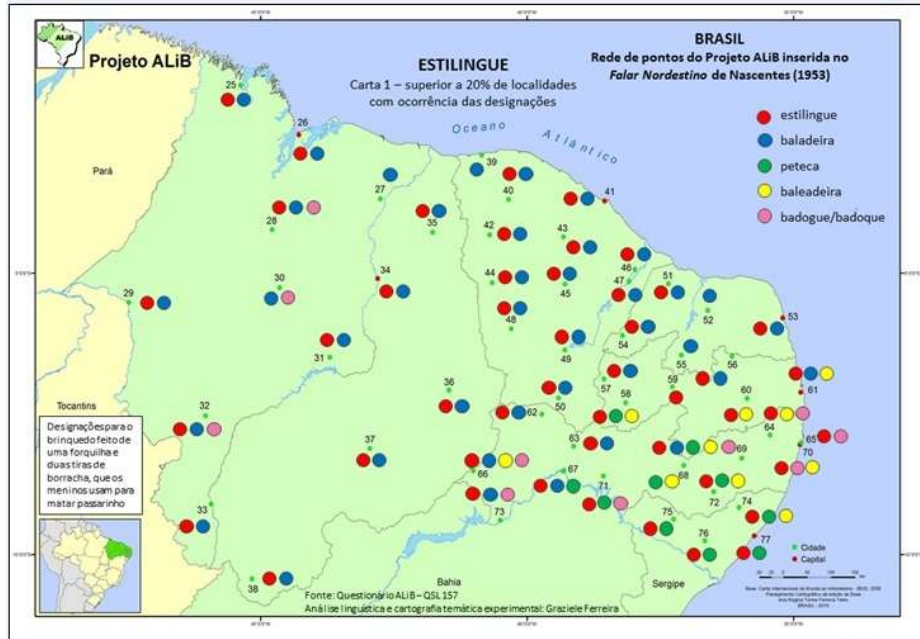 ALiB
Projeto ALiB
ESTILINGUE
Carta 1 – superior a 20% de localidades
com ocorrência das designações
BRASIL
Rede de pontos do Projeto ALiB inserida no
Falar Nordestino de Nascentes (1953)
estilingue
baladeira
peteca
baleadeira
badogue/badoque
Oceano Atlântico
Pará
Tocantins
Bahia
Sergipe
25
26
27
39
40
41
28
35
42
43
29
30
34
44
45
46
47
51
52
53
48
31
49
54
55
56
32
36
50
57
58
59
60
61
62
37
63
64
65
70
66
67
71
68
69
33
73
72
74
75
76
77
38
Designações para o
brinquedo feito de
uma forquilha e
duas tiras de
borracha, que os
meninos usam para
matar passarinho
Cidade
Capital
Fonte: Questionário ALiB – QSL 157
Análise linguística e cartografia temática experimental: Graziele Ferreira